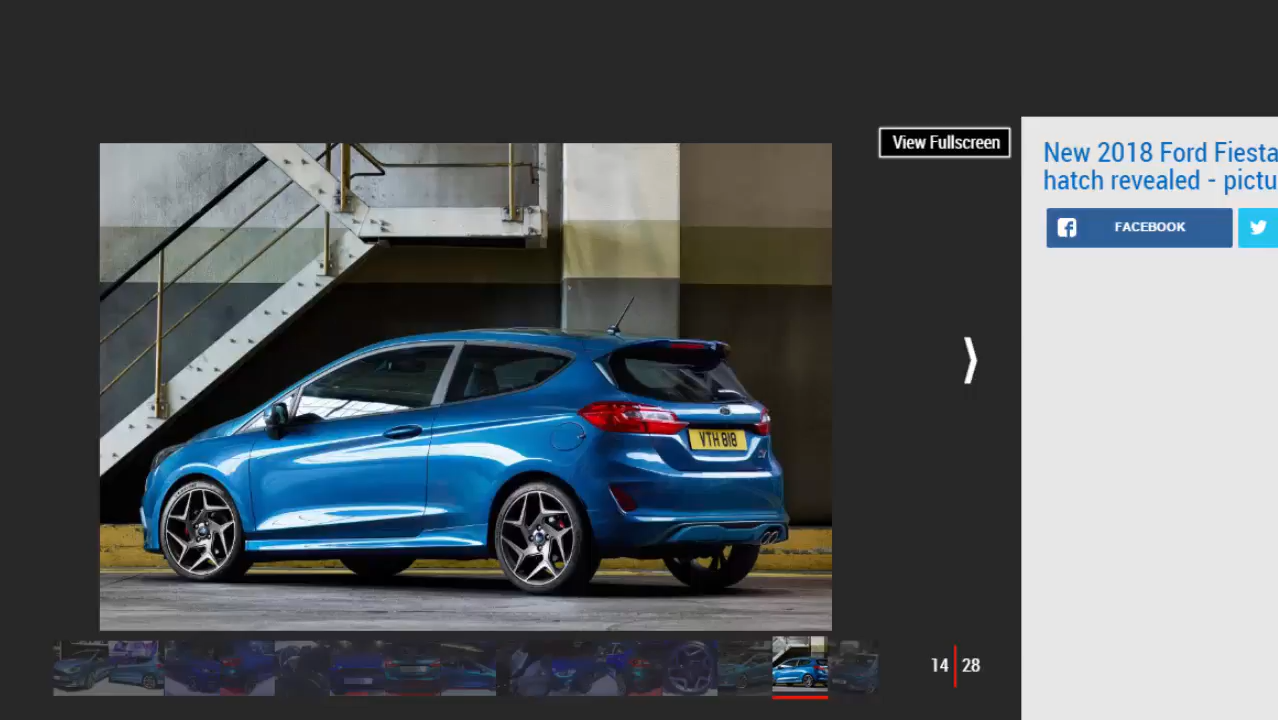 View Fullscreen
New 2018 Ford Fiesta
hatch revealed - pictu
FACEBOOK
VTH 818
14 28